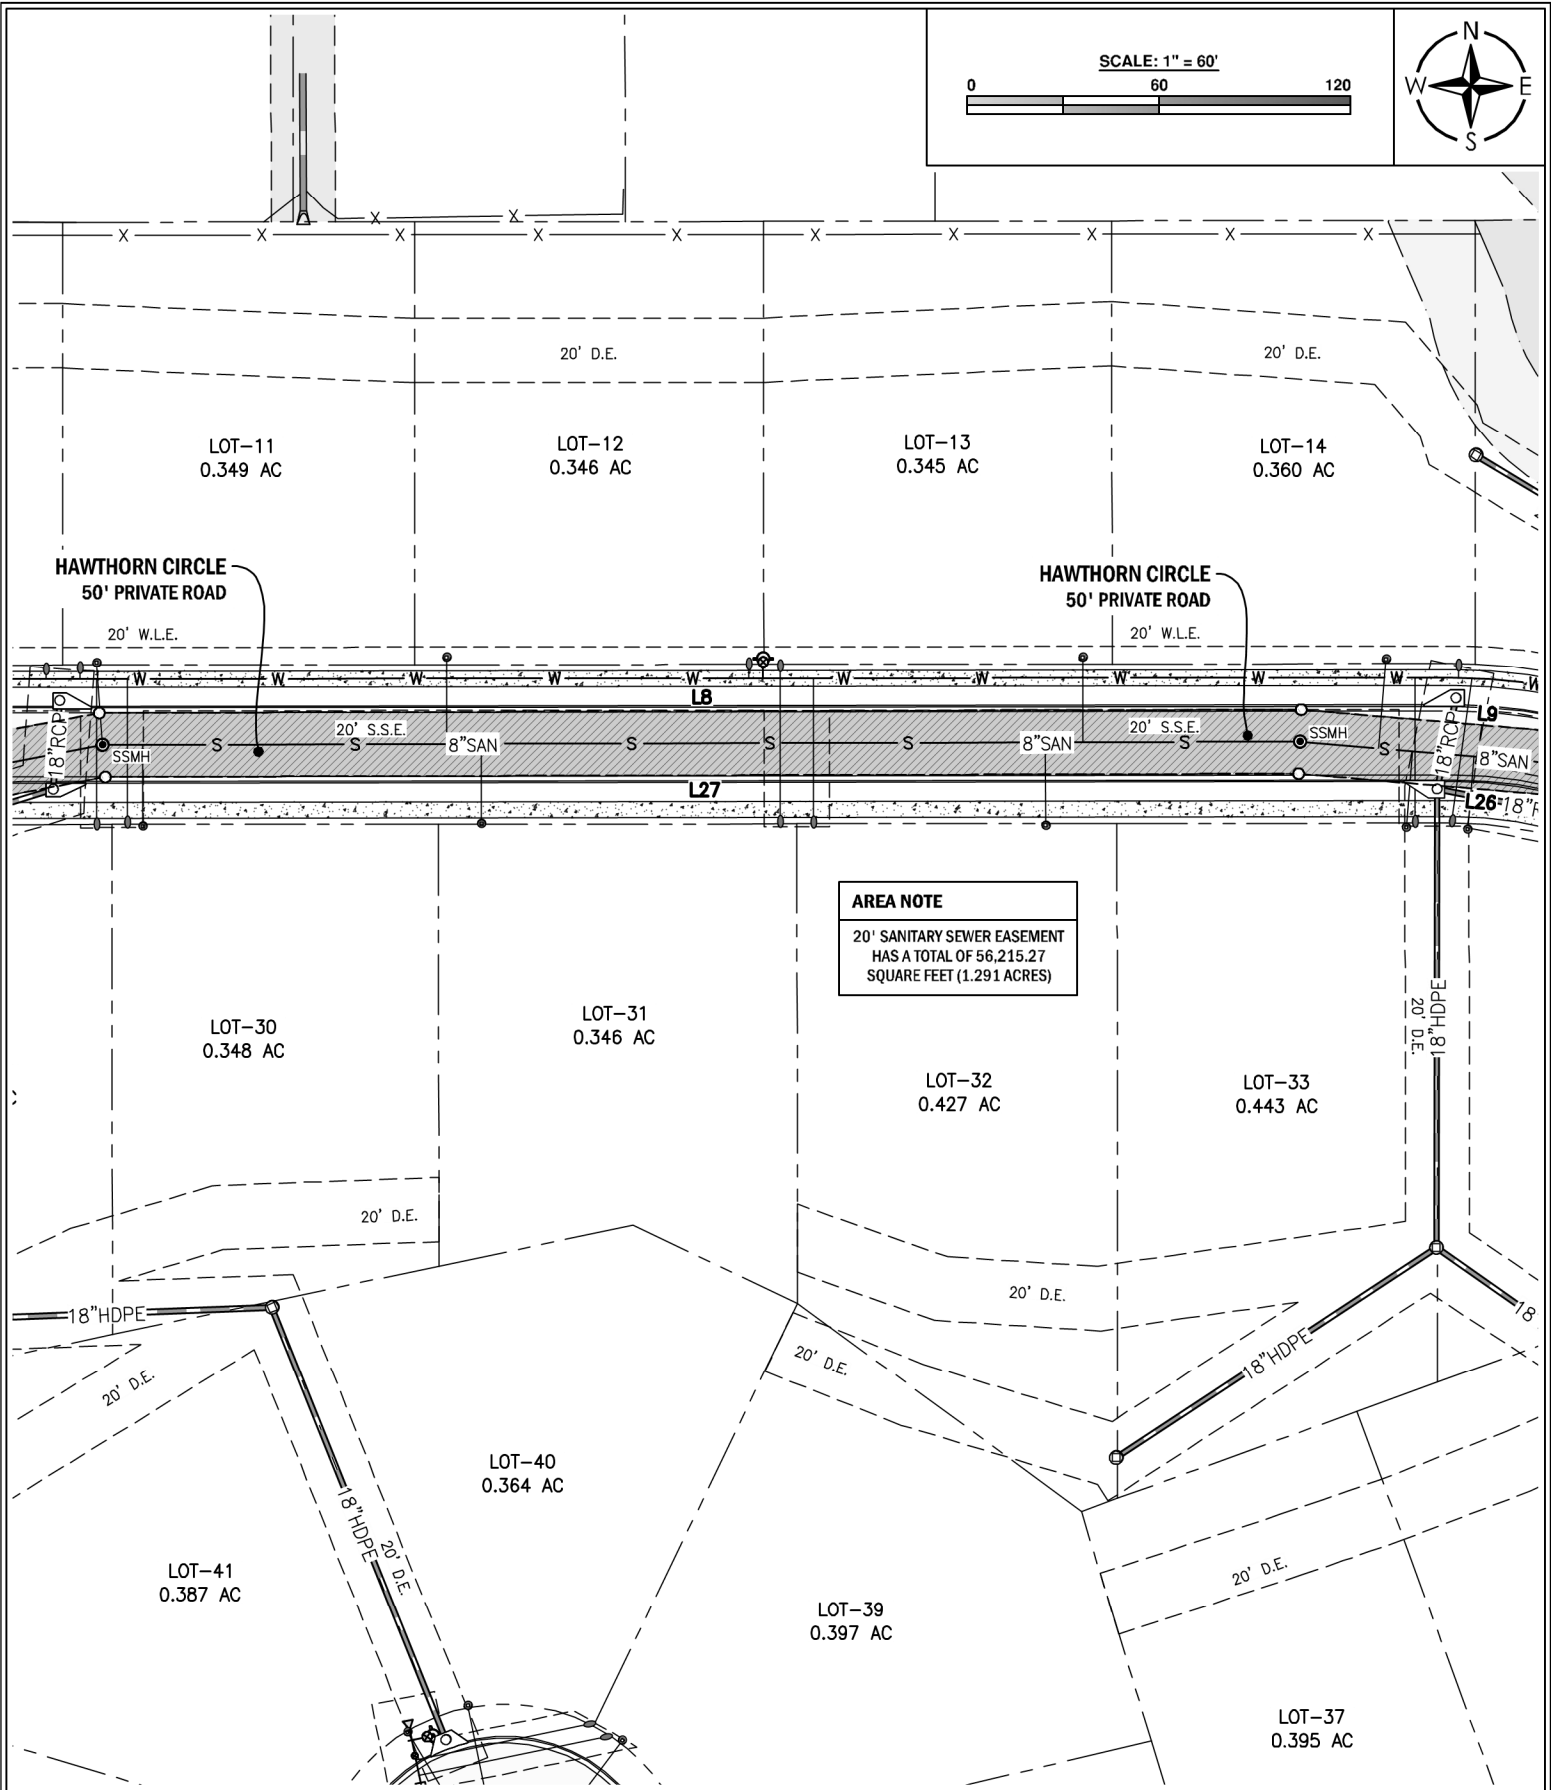 SCALE: 1" = 60'
0 60 120
N
W E
S
X X
X X X X X X X X X X
20' D.E.
20' D.E.
LOT-11
0.349 AC
LOT-12
0.346 AC
LOT-13
0.345 AC
LOT-14
0.360 AC
HAWTHORN CIRCLE
50' PRIVATE ROAD
HAWTHORN CIRCLE
50' PRIVATE ROAD
20' W.L.E.
20' W.L.E.
W W W W W W W W W W W
L8
L9
18"RCP
20' S.S.E.
20' S.S.E.
SSMH
SSMH
S S 8"SAN S S S 8"SAN S S 8"SAN
18"RCP
L27
L26
18"
AREA NOTE
20' SANITARY SEWER EASEMENT
HAS A TOTAL OF 56,215.27
SQUARE FEET (1.291 ACRES)
LOT-30
0.348 AC
LOT-31
0.346 AC
LOT-32
0.427 AC
LOT-33
0.443 AC
20' D.E.
18"HDPE
20' D.E.
20' D.E.
18"HDPE
18"HDPE
18
20' D.E.
20' D.E.
LOT-40
0.364 AC
18"HDPE
20' D.E.
LOT-41
0.387 AC
LOT-39
0.397 AC
20' D.E.
LOT-37
0.395 AC